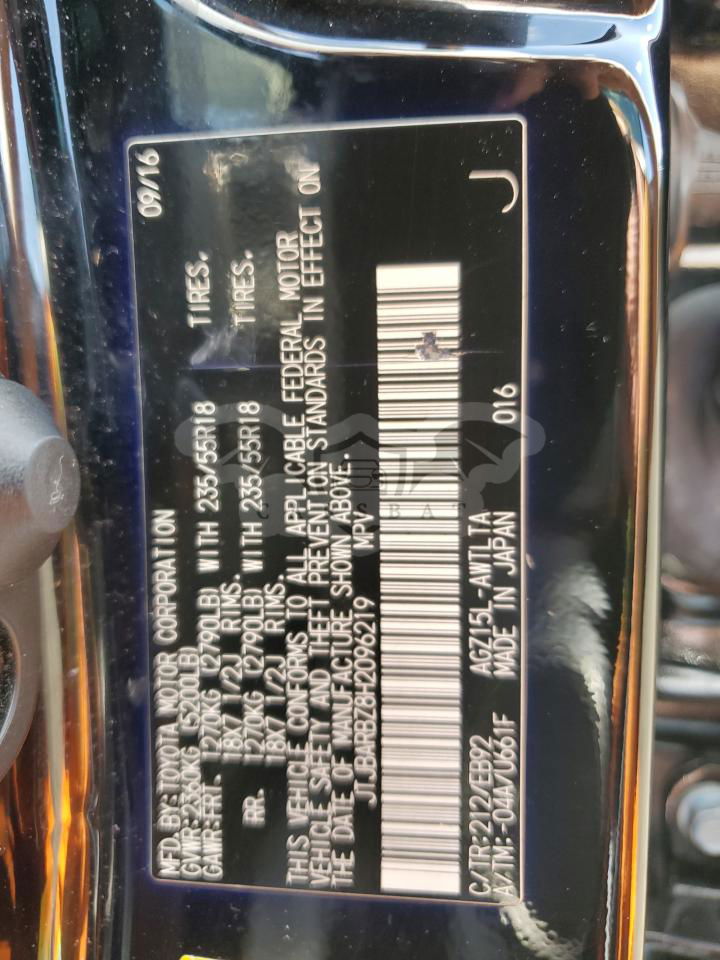 MFD.BY:TOYOTA MOTOR CORPORATION 09/16
GVWR:2360KG (5200LB)
GAWR:FRT. 1270KG (2790LB) WITH 235/55R18 TIRES.
18X7 1/2J RIMS.
RR. 1270KG (2790LB) WITH 235/55R18 TIRES.
18X7 1/2J RIMS.
THIS VEHICLE CONFORMS TO ALL APPLICABLE FEDERAL MOTOR
VEHICLE SAFETY AND THEFT PREVENTION STANDARDS IN EFFECT ON
THE DATE OF MANUFACTURE SHOWN ABOVE.
JTJBARBZ8H2096219 MPV
J
C/TR:212/EB92 AGZ15L-AWTLTA
A/TM:-04A/U661F MADE IN JAPAN 016